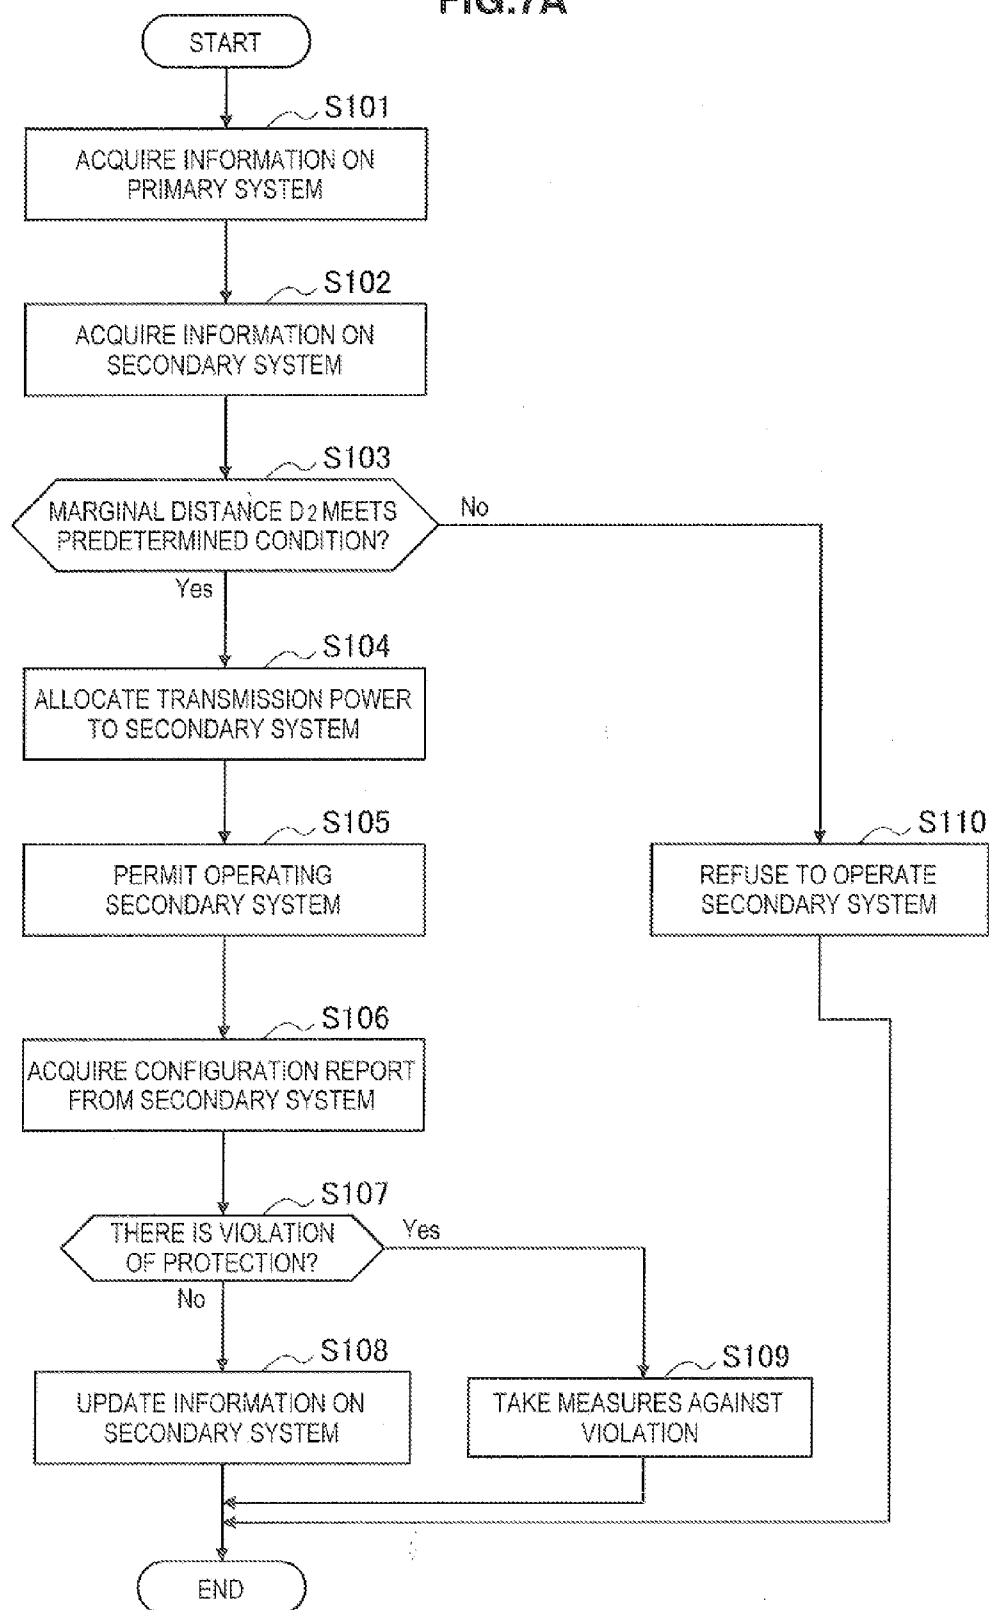 FIG.7A
START
S101
ACQUIRE INFORMATION ON
PRIMARY SYSTEM
S102
ACQUIRE INFORMATION ON
SECONDARY SYSTEM
S103
MARGINAL DISTANCE D2 MEETS
PREDETERMINED CONDITION?
No
Yes
S104
ALLOCATE TRANSMISSION POWER
TO SECONDARY SYSTEM
S105
PERMIT OPERATING
SECONDARY SYSTEM
S110
REFUSE TO OPERATE
SECONDARY SYSTEM
S106
ACQUIRE CONFIGURATION REPORT
FROM SECONDARY SYSTEM
S107
THERE IS VIOLATION
OF PROTECTION?
Yes
No
S108
UPDATE INFORMATION ON
SECONDARY SYSTEM
S109
TAKE MEASURES AGAINST
VIOLATION
END